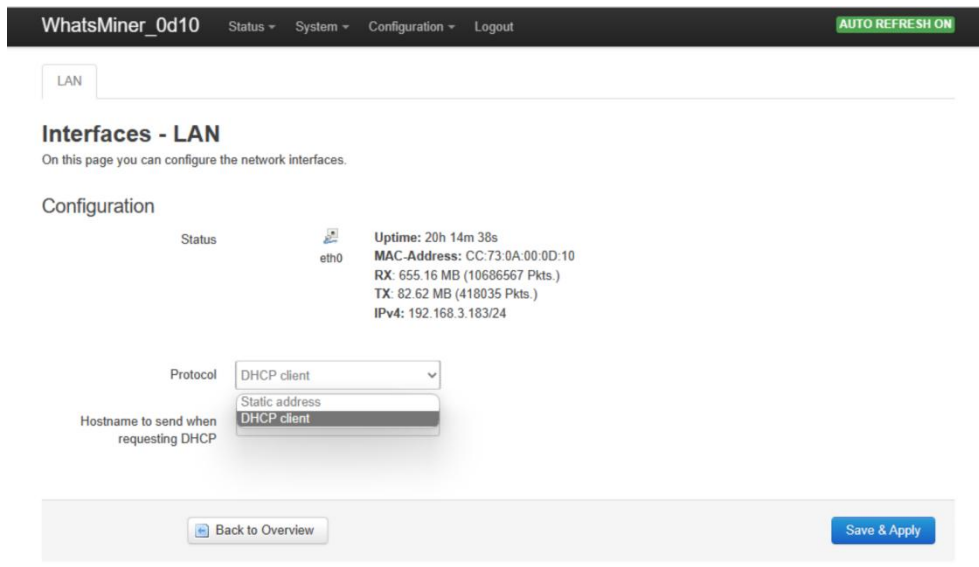 WhatsMiner_0d10 Status System Configuration Logout AUTO REFRESH ON
LAN
Interfaces - LAN
On this page you can configure the network interfaces.
Configuration
Status
eth0
Uptime: 20h 14m 38s
MAC-Address: CC:73:0A:00:0D:10
RX: 655.16 MB (10686567 Pkts.)
TX: 82.62 MB (418035 Pkts.)
IPv4: 192.168.3.183/24
Protocol DHCP client
Static address
DHCP client
Hostname to send when
requesting DHCP
Back to Overview Save & Apply